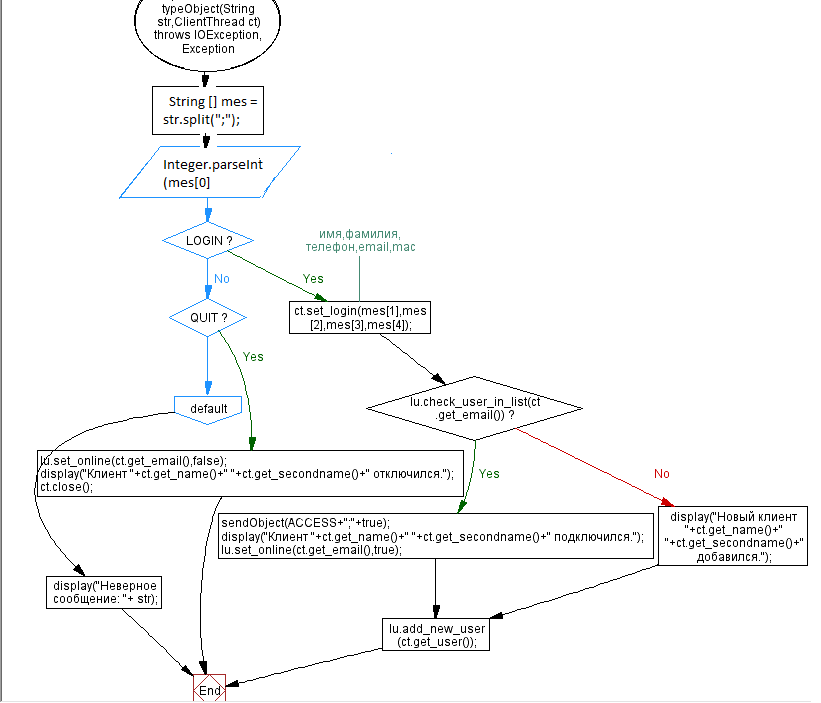 typeObject(String
str,ClientThread ct)
throws IOException,
Exception
String [] mes =
str.split(";");
Integer.parseInt
(mes[0]
LOGIN ?
имя,фамилия,
телефон,email,mac
No
Yes
ct.set_login(mes[1],mes
[2],mes[3],mes[4]);
QUIT ?
Yes
default
lu.check_user_in_list(ct
.get_email()) ?
lu.set_online(ct.get_email(),false);
display("Клиент "+ct.get_name()+" "+ct.get_secondname()+" отключился.");
ct.close();
Yes
No
sendObject(ACCESS+";"+true);
display("Клиент "+ct.get_name()+" "+ct.get_secondname()+" подключился.");
lu.set_online(ct.get_email(),true);
display("Новый клиент
"+ct.get_name()+"
"+ct.get_secondname()+"
добавился.");
display("Неверное
сообщение: "+ str);
lu.add_new_user
(ct.get_user());
End